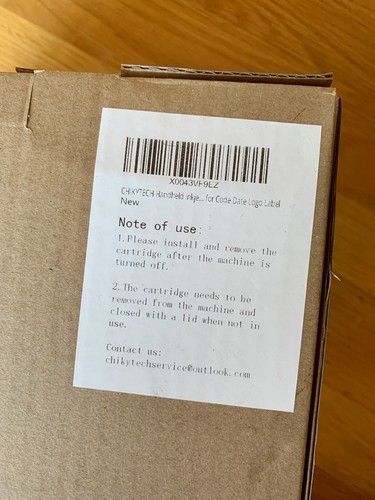 X0043VF9EZ
CHIKYTECH Handheld Inkje... for Code Date Logo Label
New
Note of use:
1.Please install and remove the
cartridge after the machine is
turned off.
2.The cartridge needs to be
removed from the machine and
closed with a lid when not in
use.
Contact us:
chikytechservice@outlook.com